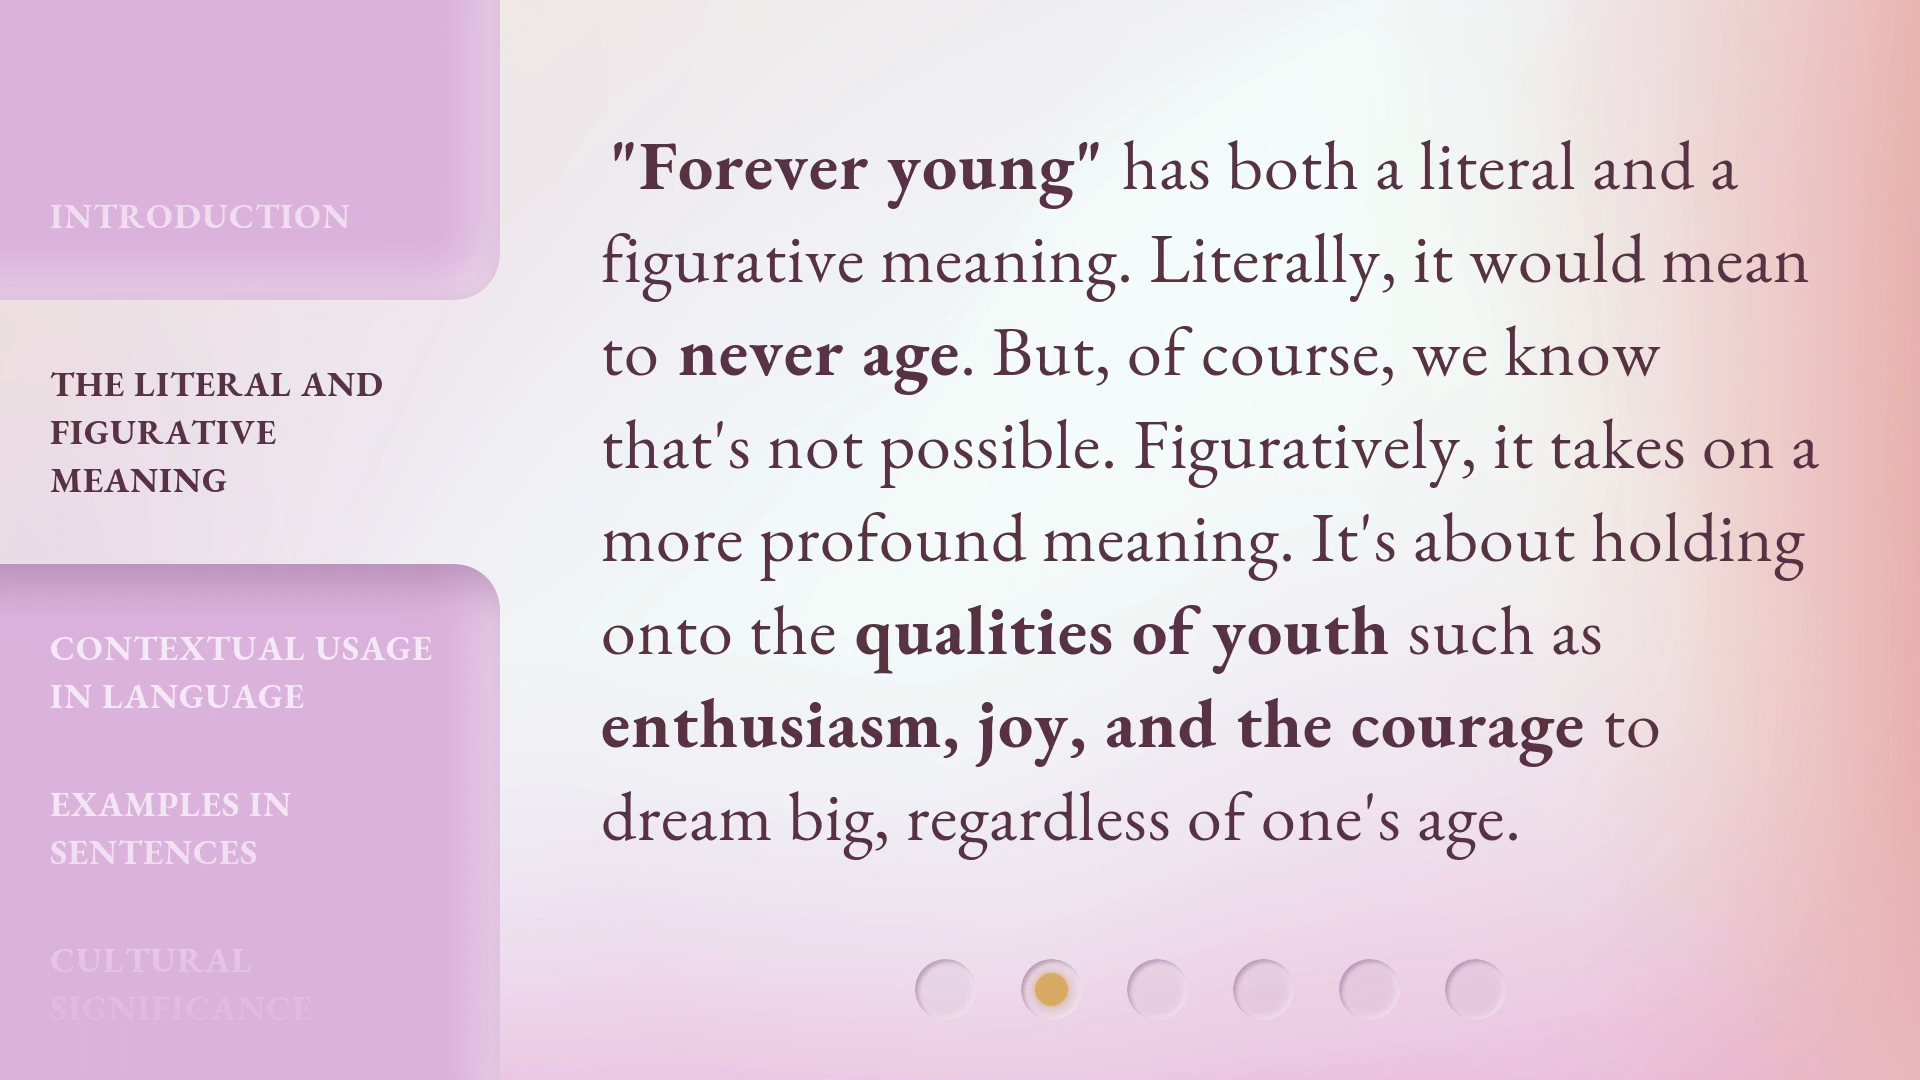 INTRODUCTION
THE LITERAL AND
FIGURATIVE
MEANING
CONTEXTUAL USAGE
IN LANGUAGE
EXAMPLES IN
SENTENCES
CULTURAL
SIGNIFICANCE
"Forever young" has both a literal and a
figurative meaning. Literally, it would mean
to never age. But, of course, we know
that's not possible. Figuratively, it takes on a
more profound meaning. It's about holding
onto the qualities of youth such as
enthusiasm, joy, and the courage to
dream big, regardless of one's age.